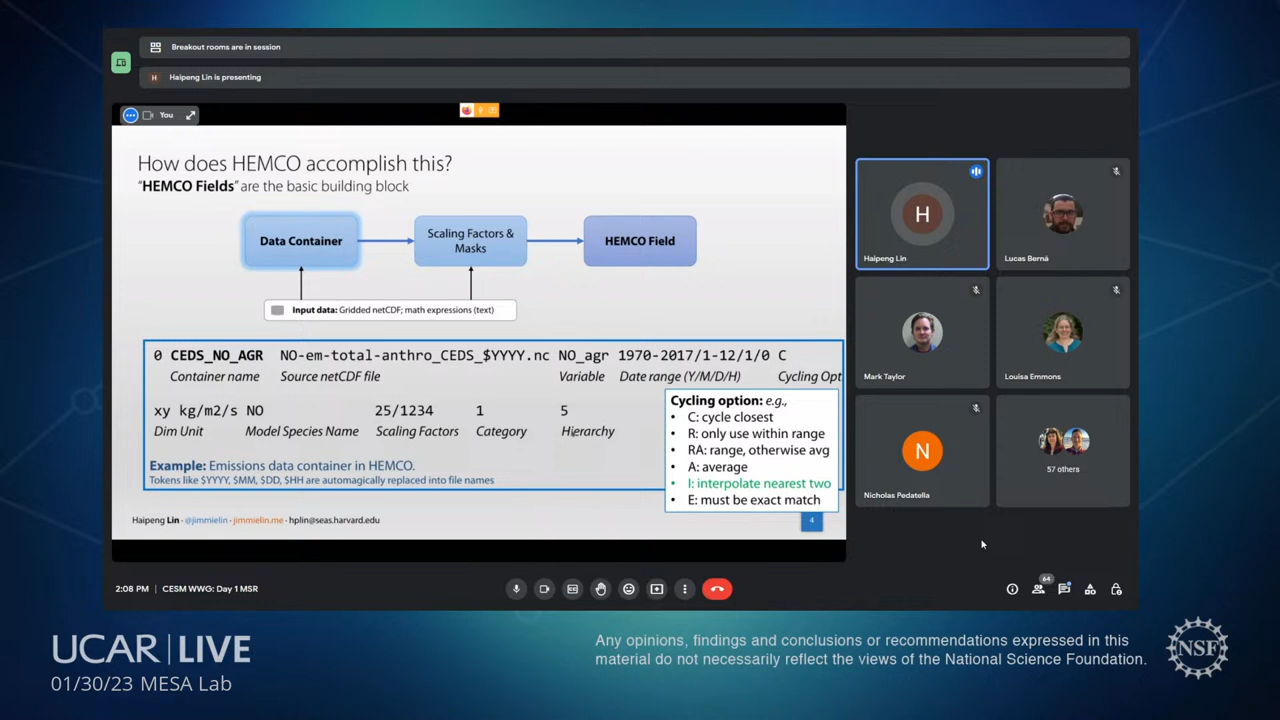 Breakout rooms are in session
H Haipeng Lin is presenting
You
How does HEMCO accomplish this?
"HEMCO Fields" are the basic building block
Data Container
Scaling Factors &
Masks
HEMCO Field
Input data: Gridded netCDF; math expressions (text)
0 CEDS_NO_AGR NO-em-total-anthro_CEDS_$YYYY.nc NO_agr 1970-2017/1-12/1/0 C
Container name Source netCDF file Variable Date range (Y/M/D/H) Cycling Opt
xy kg/m2/s NO 25/1234 1 5
Dim Unit Model Species Name Scaling Factors Category Hierarchy
Cycling option: e.g.,
• C: cycle closest
• R: only use within range
• RA: range, otherwise avg
• A: average
• I: interpolate nearest two
• E: must be exact match
Example: Emissions data container in HEMCO.
Tokens like $YYYY, $MM, $DD, $HH are automagically replaced into file names
Haipeng Lin · @jimmielin · jimmielin.me · hplin@seas.harvard.edu
4
H
Haipeng Lin
Lucas Berná
Mark Taylor
Louisa Emmons
N
Nicholas Pedatella
57 others
2:08 PM CESM WWG: Day 1 MSR
64
UCAR | LIVE
01/30/23 MESA Lab
Any opinions, findings and conclusions or recommendations expressed in this
material do not necessarily reflect the views of the National Science Foundation.
NSF